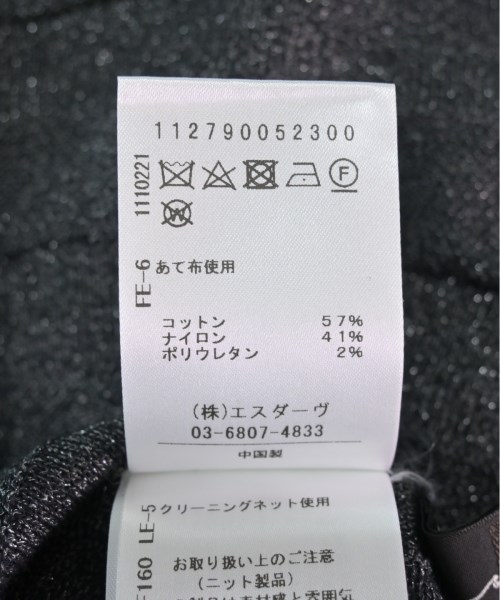 112790052300
1110221
FE-6
あて布使用
コットン 57%
ナイロン 41%
ポリウレタン 2%
(株)エスダーヴ
03-6807-4833
中国製
LE-5
クリーニングネット使用
160
お取り扱い上のご注意
(ニット製品)